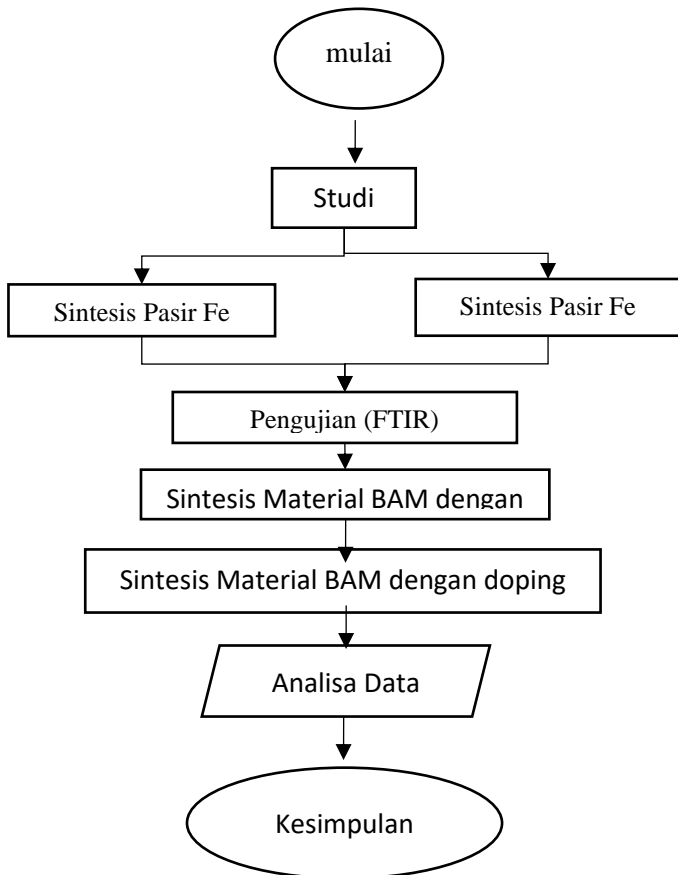 mulai
Studi
Sintesis Pasir Fe
Sintesis Pasir Fe
Pengujian (FTIR)
Sintesis Material BAM dengan
Sintesis Material BAM dengan doping
Analisa Data
Kesimpulan